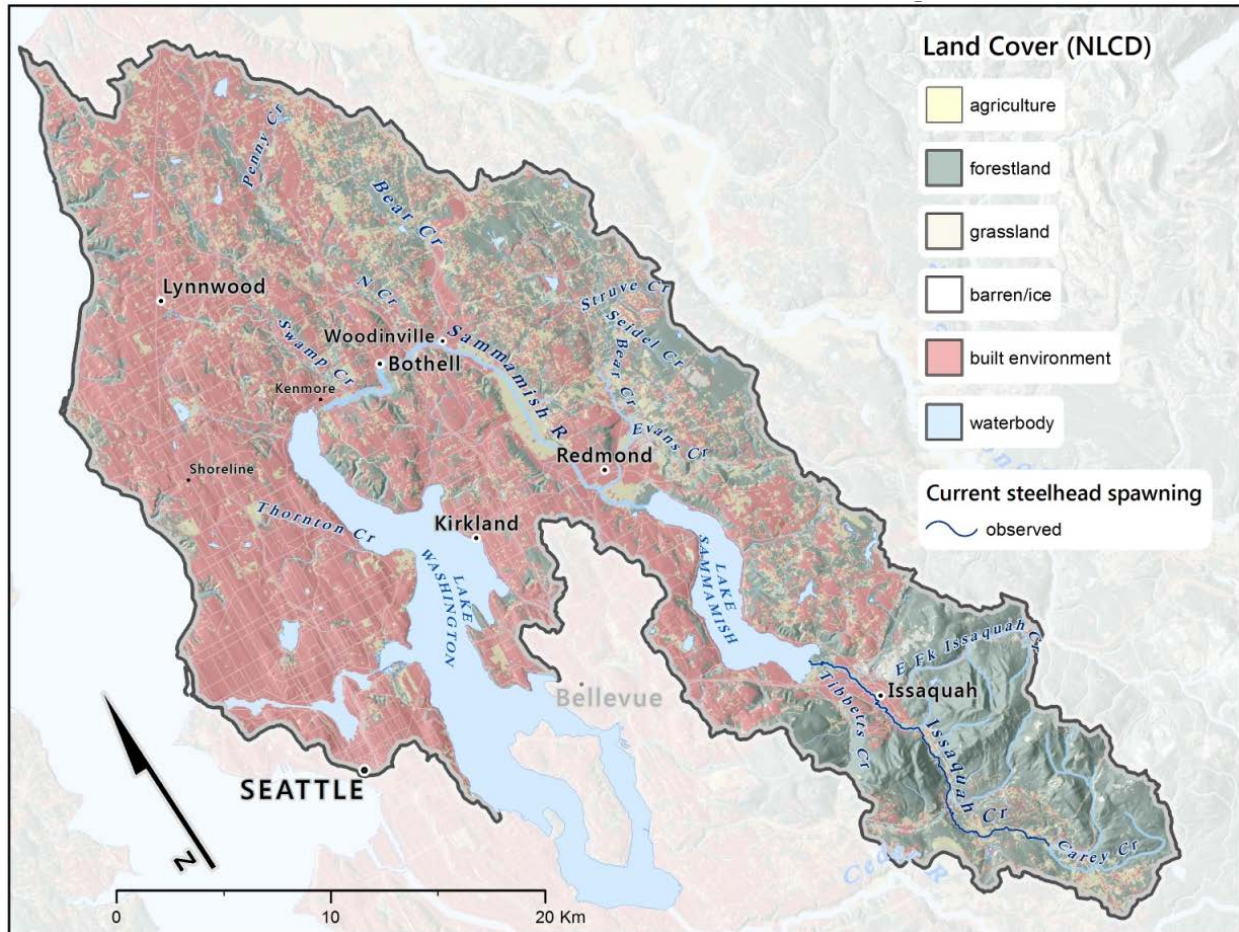 Land Cover (NLCD)
agriculture
forestland
grassland
barren/ice
built environment
waterbody
Current steelhead spawning
observed
Penny Cr
Bear Cr
Lynnwood
N Cr
Swamp Cr
Woodinville
Sammamish R
Bothell
Kenmore
Struve Cr
Seidel Cr
Bear Cr
Evans Cr
Redmond
Shoreline
Thornton Cr
Kirkland
LAKE
WASHINGTON
LAKE
SAMMAMISH
Bellevue
E Fk Issaquah Cr
Issaquah
Tibbetts Cr
Issaquah Cr
Carey Cr
SEATTLE
N
0
10
20 Km